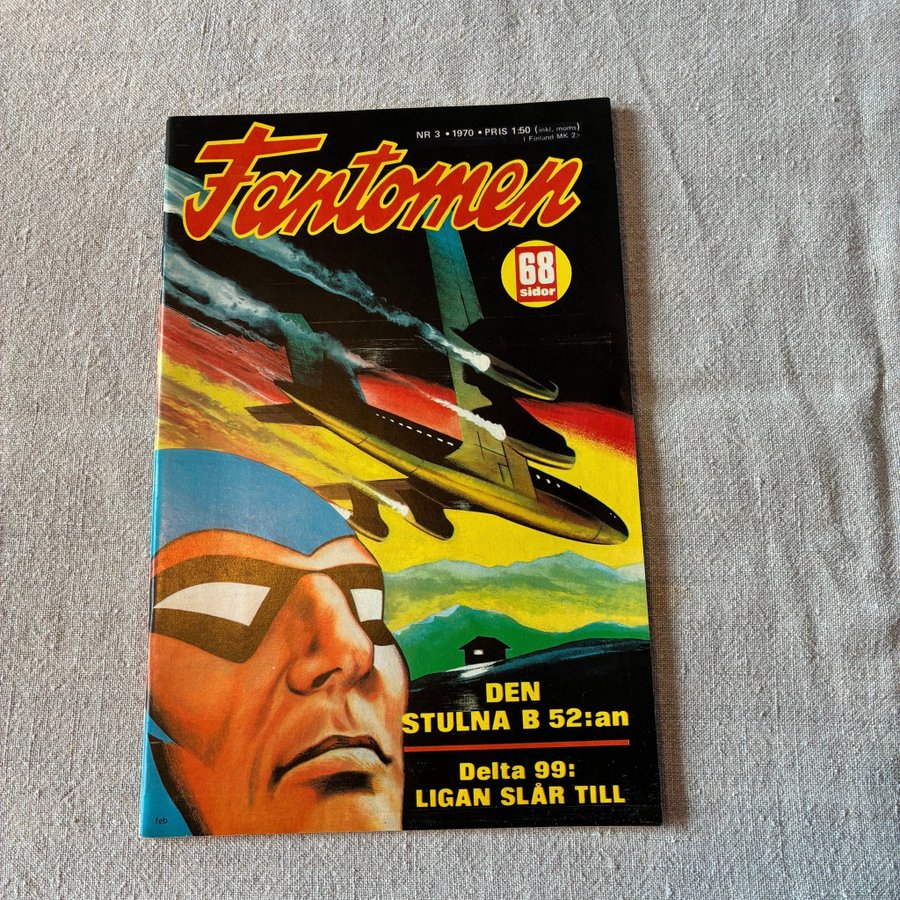 NR 3 • 1970 • PRIS 1:50 (inkl. moms)
I Finland MK 2:-
Fantomen
68
sidor
DEN
STULNA B 52:an
Delta 99:
LIGAN SLÅR TILL
feb